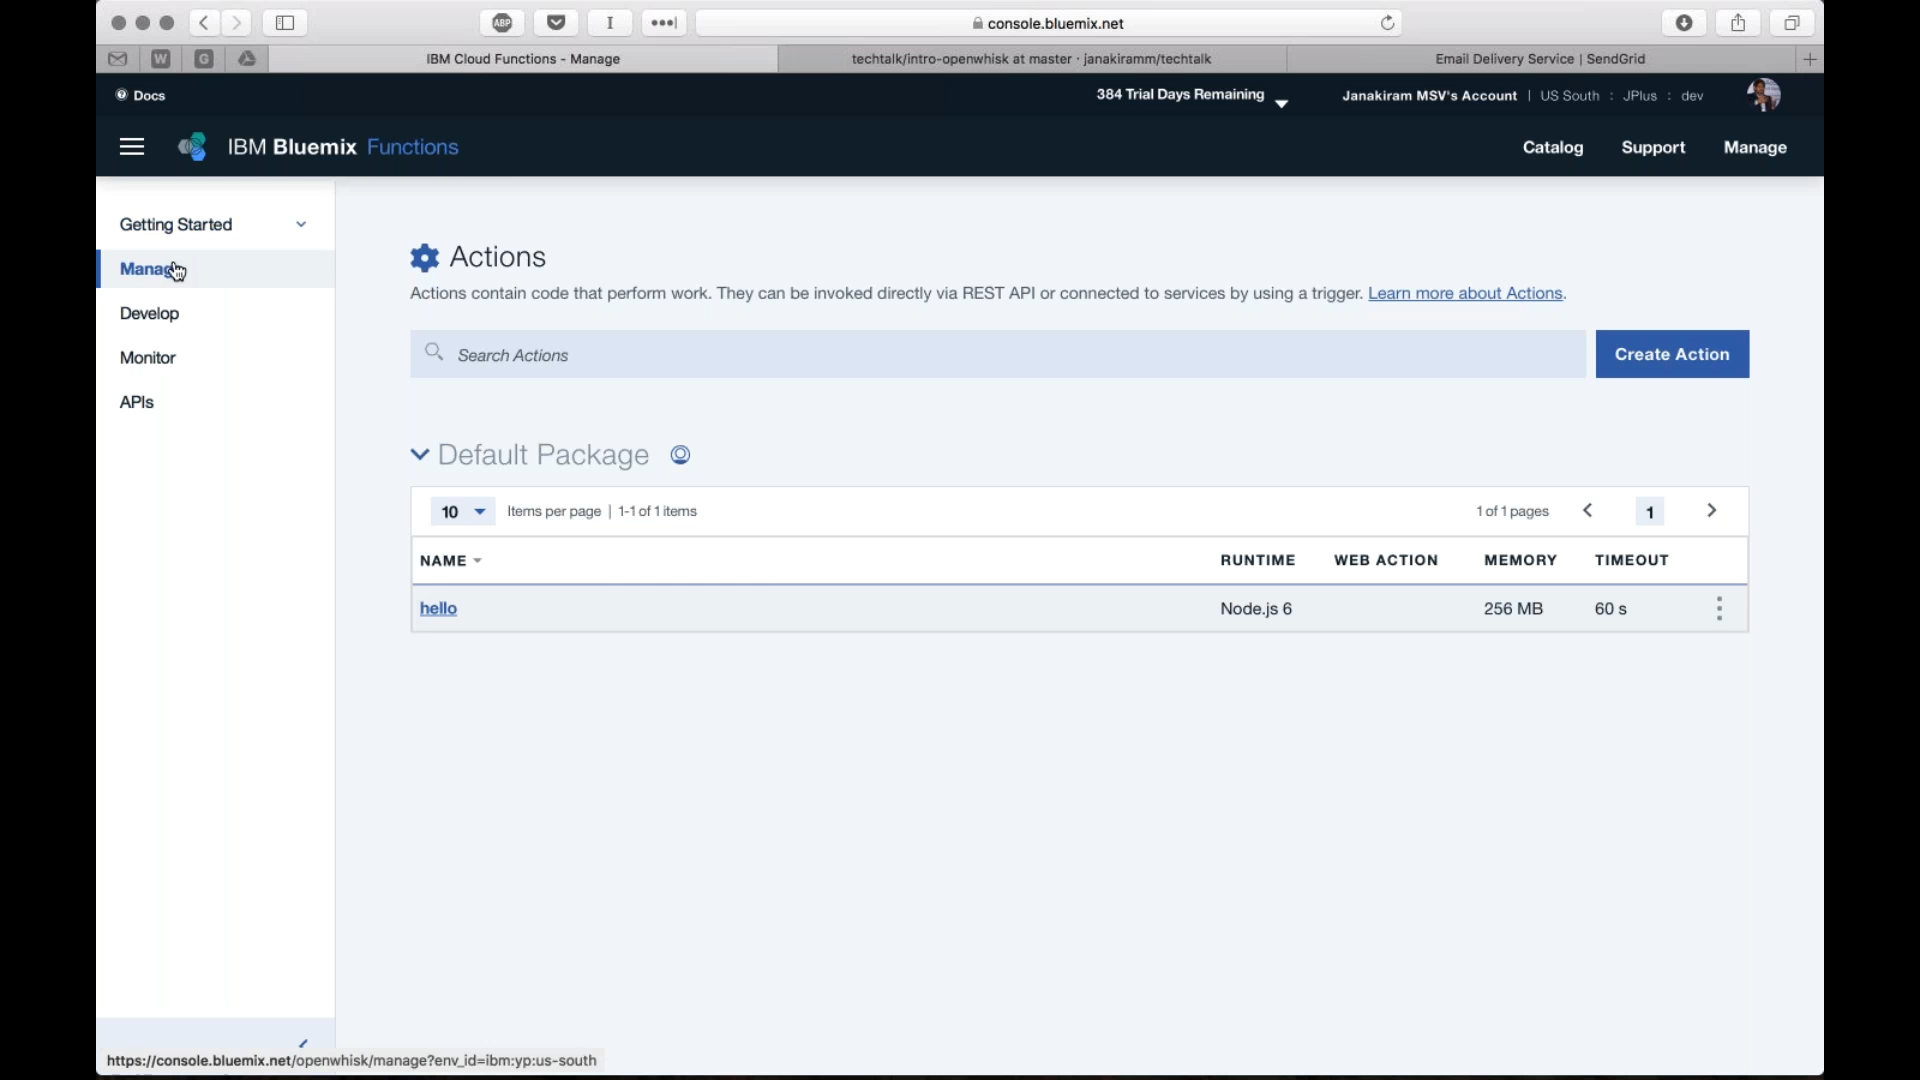 ABP
I
console.bluemix.net
W
G
IBM Cloud Functions - Manage
techtalk/intro-openwhisk at master · janakiramm/techtalk
Email Delivery Service | SendGrid
Docs
384 Trial Days Remaining
Janakiram MSV's Account | US South : JPlus : dev
IBM Bluemix Functions
Catalog
Support
Manage
Getting Started
Manag
Develop
Monitor
APIs
Actions
Actions contain code that perform work. They can be invoked directly via REST API or connected to services by using a trigger. Learn more about Actions.
Search Actions
Create Action
Default Package
10
Items per page | 1-1 of 1 items
1 of 1 pages
1
NAME
RUNTIME
WEB ACTION
MEMORY
TIMEOUT
hello
Node.js 6
256 MB
60 s
https://console.bluemix.net/openwhisk/manage?env_id=ibm:yp:us-south